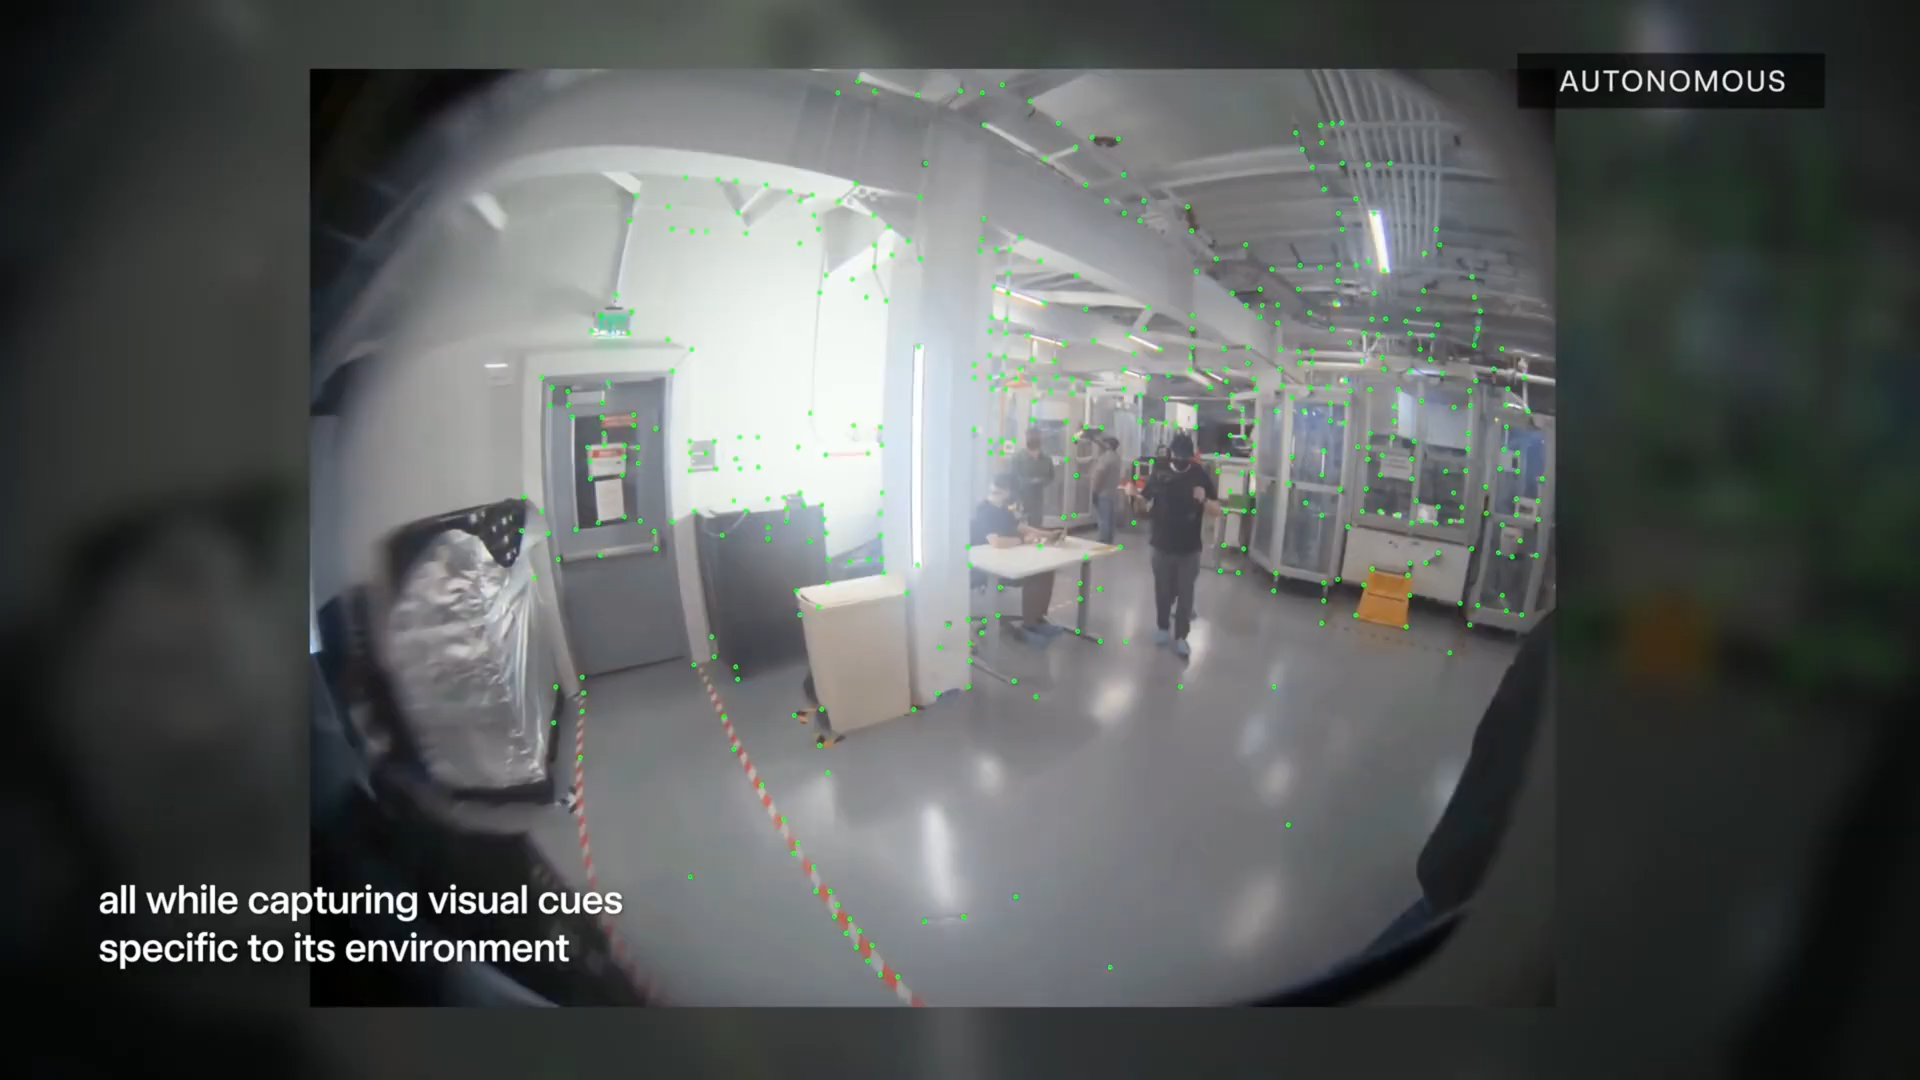 AUTONOMOUS
all while capturing visual cues
specific to its environment